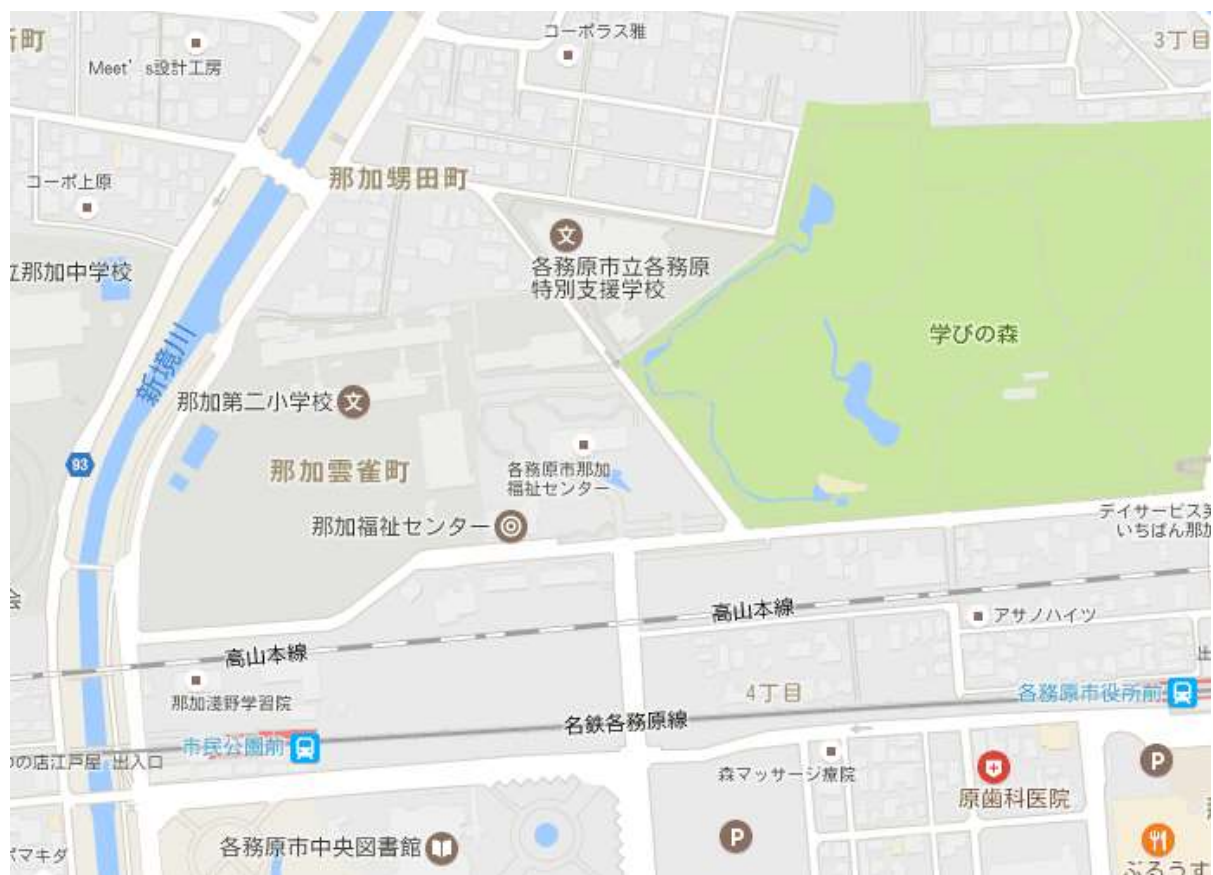 新町
Meet's設計工房
コーポラス雅
3丁目
コーポ上原
那加甥田町
各務原市立各務原
特別支援学校
立那加中学校
新境川
学びの森
那加第二小学校
93
那加雲雀町
各務原市那加
福祉センター
那加福祉センター
デイサービス
いちばん那加
高山本線
アサノハイツ
高山本線
那加淺野学習院
4丁目
各務原市役所前
出
名鉄各務原線
市民公園前
の店江戸屋
出入口
森マッサージ療院
原歯科医院
P
各務原市中央図書館
P
マキダ
ぶろうす